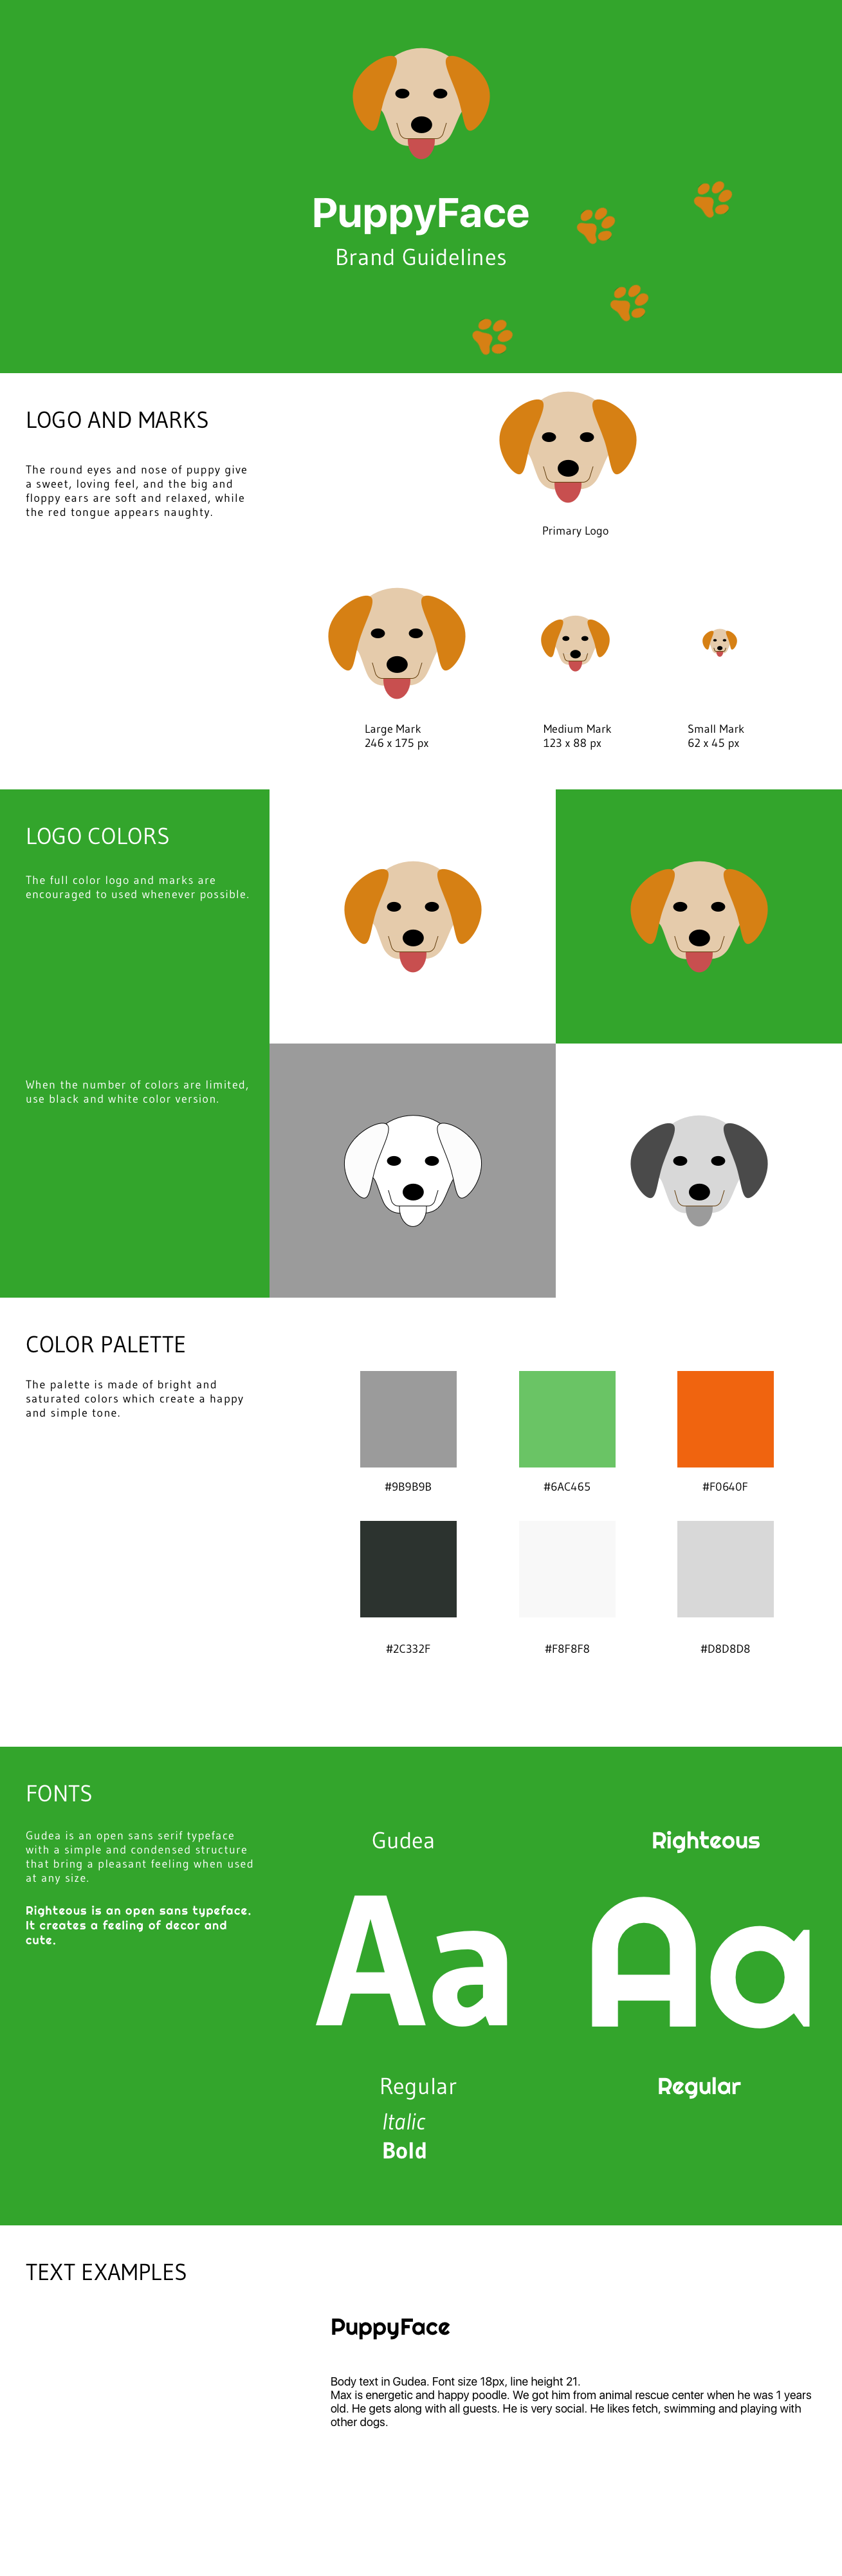 PuppyFace
Brand Guidelines
LOGO AND MARKS
The round eyes and nose of puppy give
a sweet, loving feel, and the big and
floppy ears are soft and relaxed, while
the red tongue appears naughty.
Primary Logo
Large Mark
246 x 175 px
Medium Mark
123 x 88 px
Small Mark
62 x 45 px
LOGO COLORS
The full color logo and marks are
encouraged to used whenever possible.
When the number of colors are limited,
use black and white color version.
COLOR PALETTE
The palette is made of bright and
saturated colors which create a happy
and simple tone.
#9B9B9B
#6AC465
#F0640F
#2C332F
#F8F8F8
#D8D8D8
FONTS
Gudea is an open sans serif typeface
with a simple and condensed structure
that bring a pleasant feeling when used
at any size.
Righteous is an open sans typeface.
It creates a feeling of decor and
cute.
Gudea
Aa
Regular
Italic
Bold
Righteous
Aa
Regular
TEXT EXAMPLES
PuppyFace
Body text in Gudea. Font size 18px, line height 21.
Max is energetic and happy poodle. We got him from animal rescue center when he was 1 years
old. He gets along with all guests. He is very social. He likes fetch, swimming and playing with
other dogs.